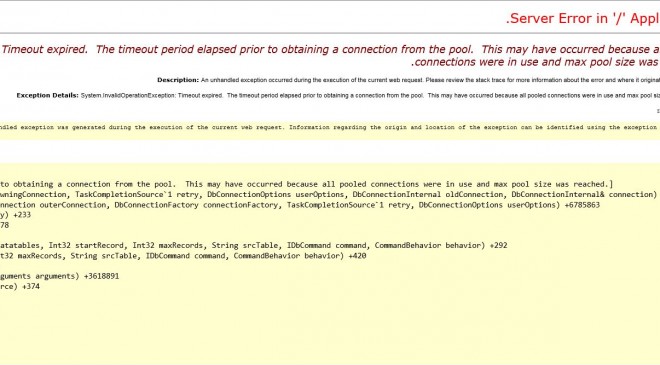 .Server Error in '/' Appl
Timeout expired. The timeout period elapsed prior to obtaining a connection from the pool. This may have occurred because a
.connections were in use and max pool size was
Description: An unhandled exception occurred during the execution of the current web request. Please review the stack trace for more information about the error and where it originat
Exception Details: System.InvalidOperationException: Timeout expired. The timeout period elapsed prior to obtaining a connection from the pool. This may have occurred because all pooled connections were in use and max pool siz
ndled exception was generated during the execution of the current web request. Information regarding the origin and location of the exception can be identified using the exception
to obtaining a connection from the pool. This may have occurred because all pooled connections were in use and max pool size was reached.]
wningConnection, TaskCompletionSource`1 retry, DbConnectionOptions userOptions, DbConnectionInternal oldConnection, DbConnectionInternal& connection)
nnection outerConnection, DbConnectionFactory connectionFactory, TaskCompletionSource`1 retry, DbConnectionOptions userOptions) +6785863
y) +233
78
atatables, Int32 startRecord, Int32 maxRecords, String srcTable, IDbCommand command, CommandBehavior behavior) +292
t32 maxRecords, String srcTable, IDbCommand command, CommandBehavior behavior) +420
guments arguments) +3618891
rce) +374